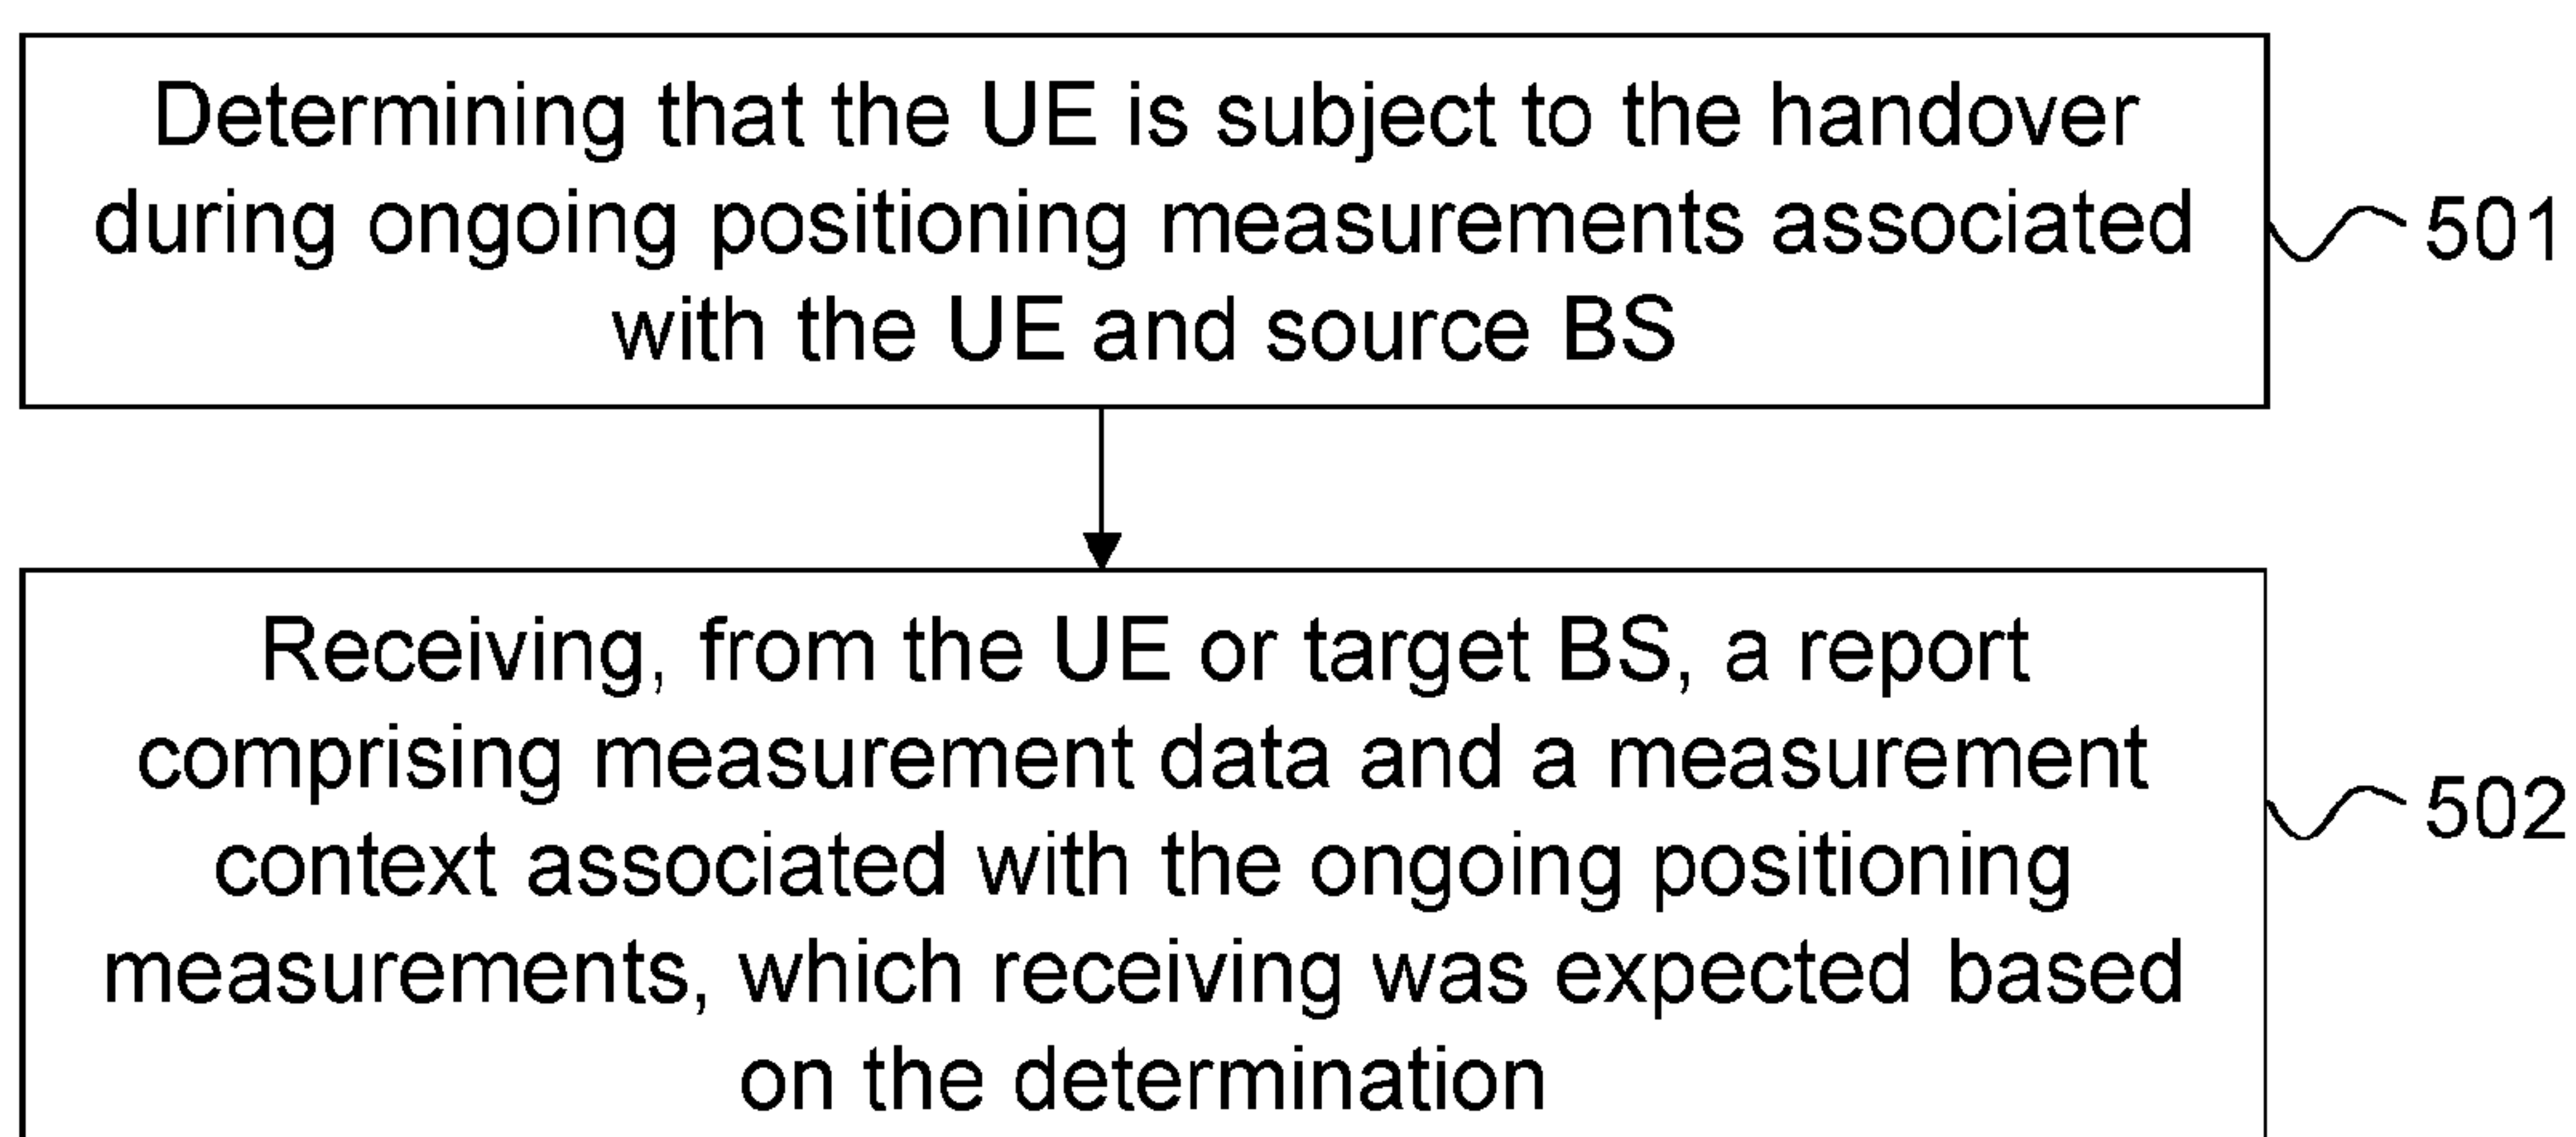 Determining that the UE is subject to the handover
during ongoing positioning measurements associated
with the UE and source BS
501
Receiving, from the UE or target BS, a report
comprising measurement data and a measurement
context associated with the ongoing positioning
measurements, which receiving was expected based
on the determination
502